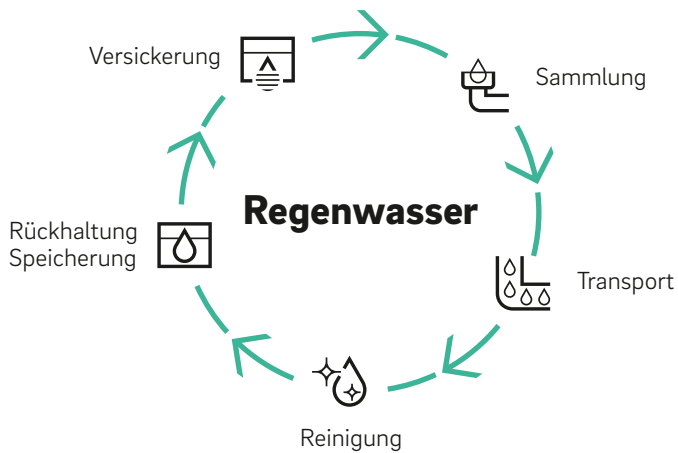 Versickerung
Sammlung
Regenwasser
Rückhaltung
Speicherung
Transport
Reinigung